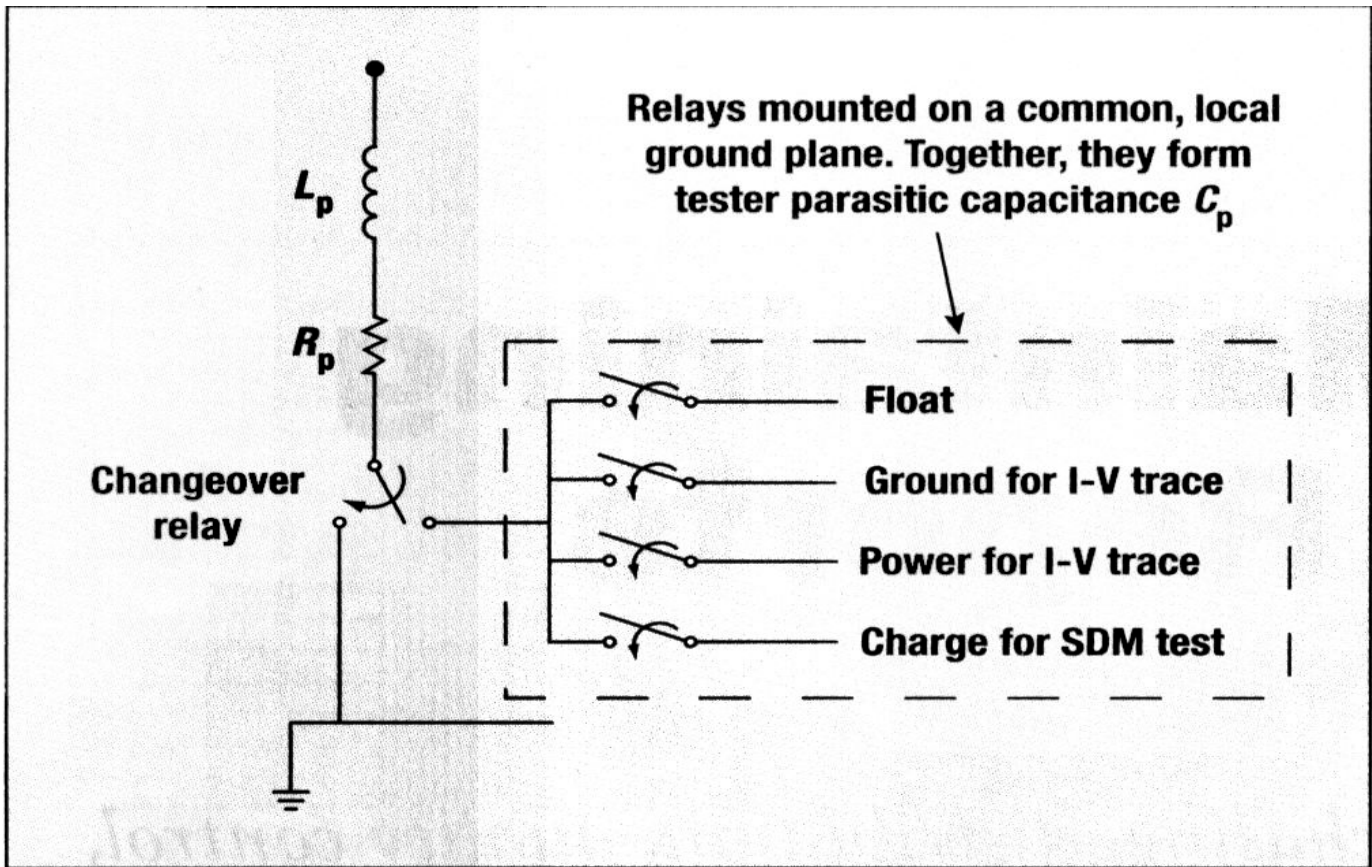 Relays mounted on a common, local
ground plane. Together, they form
tester parasitic capacitance Cp
Lp
Rp
Changeover
relay
Float
Ground for I-V trace
Power for I-V trace
Charge for SDM test